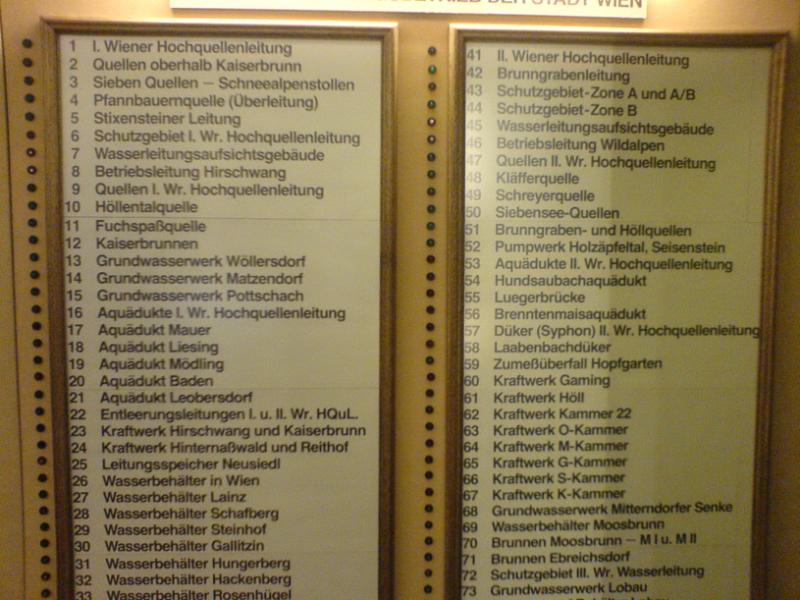 DER STADT WIEN
1 I. Wiener Hochquellenleitung
2 Quellen oberhalb Kaiserbrunn
3 Sieben Quellen — Schneealpenstollen
4 Pfannbauernquelle (Überleitung)
5 Stixensteiner Leitung
6 Schutzgebiet I. Wr. Hochquellenleitung
7 Wasserleitungsaufsichtsgebäude
8 Betriebsleitung Hirschwang
9 Quellen I. Wr. Hochquellenleitung
10 Höllentalquelle
11 Fuchspaßquelle
12 Kaiserbrunnen
13 Grundwasserwerk Wöllersdorf
14 Grundwasserwerk Matzendorf
15 Grundwasserwerk Pottschach
16 Aquädukte I. Wr. Hochquellenleitung
17 Aquädukt Mauer
18 Aquädukt Liesing
19 Aquädukt Mödling
20 Aquädukt Baden
21 Aquädukt Leobersdorf
22 Entleerungsleitungen I. u. II. Wr. HQuL.
23 Kraftwerk Hirschwang und Kaiserbrunn
24 Kraftwerk Hinternaßwald und Reithof
25 Leitungsspeicher Neusiedl
26 Wasserbehälter in Wien
27 Wasserbehälter Lainz
28 Wasserbehälter Schafberg
29 Wasserbehälter Steinhof
30 Wasserbehälter Gallitzin
31 Wasserbehälter Hungerberg
32 Wasserbehälter Hackenberg
33 Wasserbehälter Rosenhügel
41 II. Wiener Hochquellenleitung
42 Brunngrabenleitung
43 Schutzgebiet-Zone A und A/B
44 Schutzgebiet-Zone B
45 Wasserleitungsaufsichtsgebäude
46 Betriebsleitung Wildalpen
47 Quellen II. Wr. Hochquellenleitung
48 Kläfferquelle
49 Schreyerquelle
50 Siebensee-Quellen
51 Brunngraben- und Höllquellen
52 Pumpwerk Holzäpfeltal, Seisenstein
53 Aquädukte II. Wr. Hochquellenleitung
54 Hundsaubachaquädukt
55 Luegerbrücke
56 Brenntenmaisaquädukt
57 Düker (Syphon) II. Wr. Hochquellenleitung
58 Laabenbachdüker
59 Zumeßüberfall Hopfgarten
60 Kraftwerk Gaming
61 Kraftwerk Höll
62 Kraftwerk Kammer 22
63 Kraftwerk O-Kammer
64 Kraftwerk M-Kammer
65 Kraftwerk G-Kammer
66 Kraftwerk S-Kammer
67 Kraftwerk K-Kammer
68 Grundwasserwerk Mitterndorfer Senke
69 Wasserbehälter Moosbrunn
70 Brunnen Moosbrunn — M I u. M II
71 Brunnen Ebreichsdorf
72 Schutzgebiet III. Wr. Wasserleitung
73 Grundwasserwerk Lobau